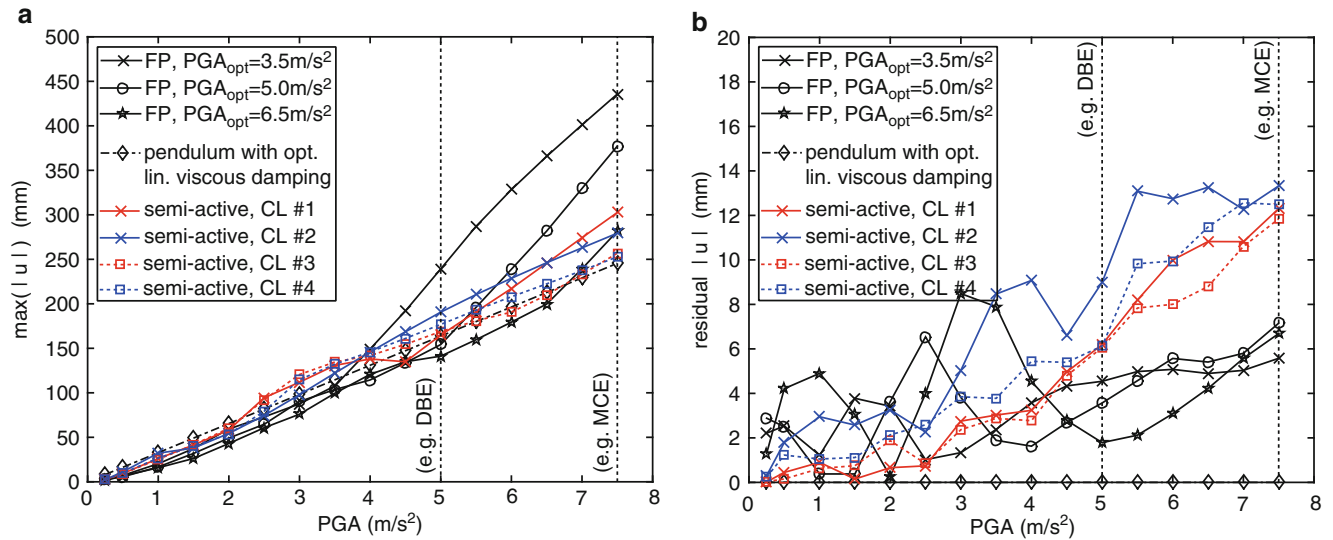 a
500
450
400
350
300
250
200
150
100
50
0
max( | u | ) (mm)
FP, PGAopt=3.5m/s²
FP, PGAopt=5.0m/s²
FP, PGAopt=6.5m/s²
pendulum with opt.
lin. viscous damping
semi-active, CL #1
semi-active, CL #2
semi-active, CL #3
semi-active, CL #4
(e.g. DBE)
(e.g. MCE)
0 1 2 3 4 5 6 7 8
PGA (m/s²)
b
20
18
16
14
12
10
8
6
4
2
0
residual | u | (mm)
FP, PGAopt=3.5m/s²
FP, PGAopt=5.0m/s²
FP, PGAopt=6.5m/s²
pendulum with opt.
lin. viscous damping
semi-active, CL #1
semi-active, CL #2
semi-active, CL #3
semi-active, CL #4
(e.g. DBE)
(e.g. MCE)
0 1 2 3 4 5 6 7 8
PGA (m/s²)